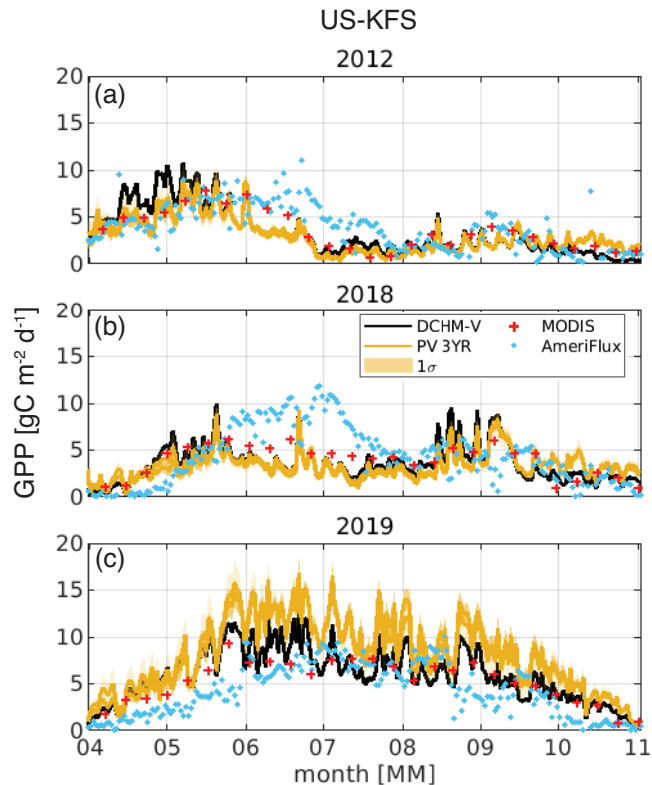 US-KFS
2012
(a)
20
15
10
5
0
2018
(b)
20
15
10
5
0
DCHM-V
MODIS
PV 3YR
AmeriFlux
1σ
GPP [gC m⁻² d⁻¹]
2019
(c)
20
15
10
5
0
04 05 06 07 08 09 10 11
month [MM]